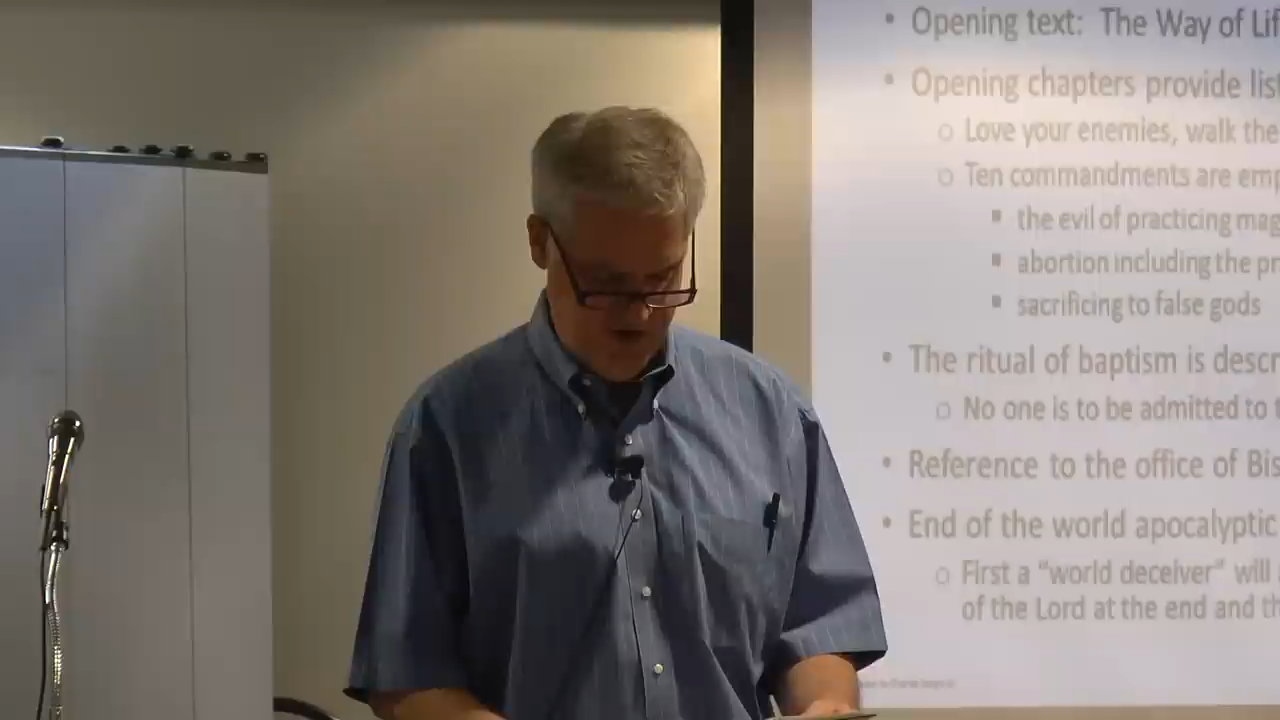 • Opening text: The Way of Lif
• Opening chapters provide list
o Love your enemies, walk the
o Ten commandments are emp
▪ the evil of practicing mag
▪ abortion including the pr
▪ sacrificing to false gods
• The ritual of baptism is descr
o No one is to be admitted to
• Reference to the office of Bis
• End of the world apocalyptic
o First a “world deceiver” will
of the Lord at the end and th